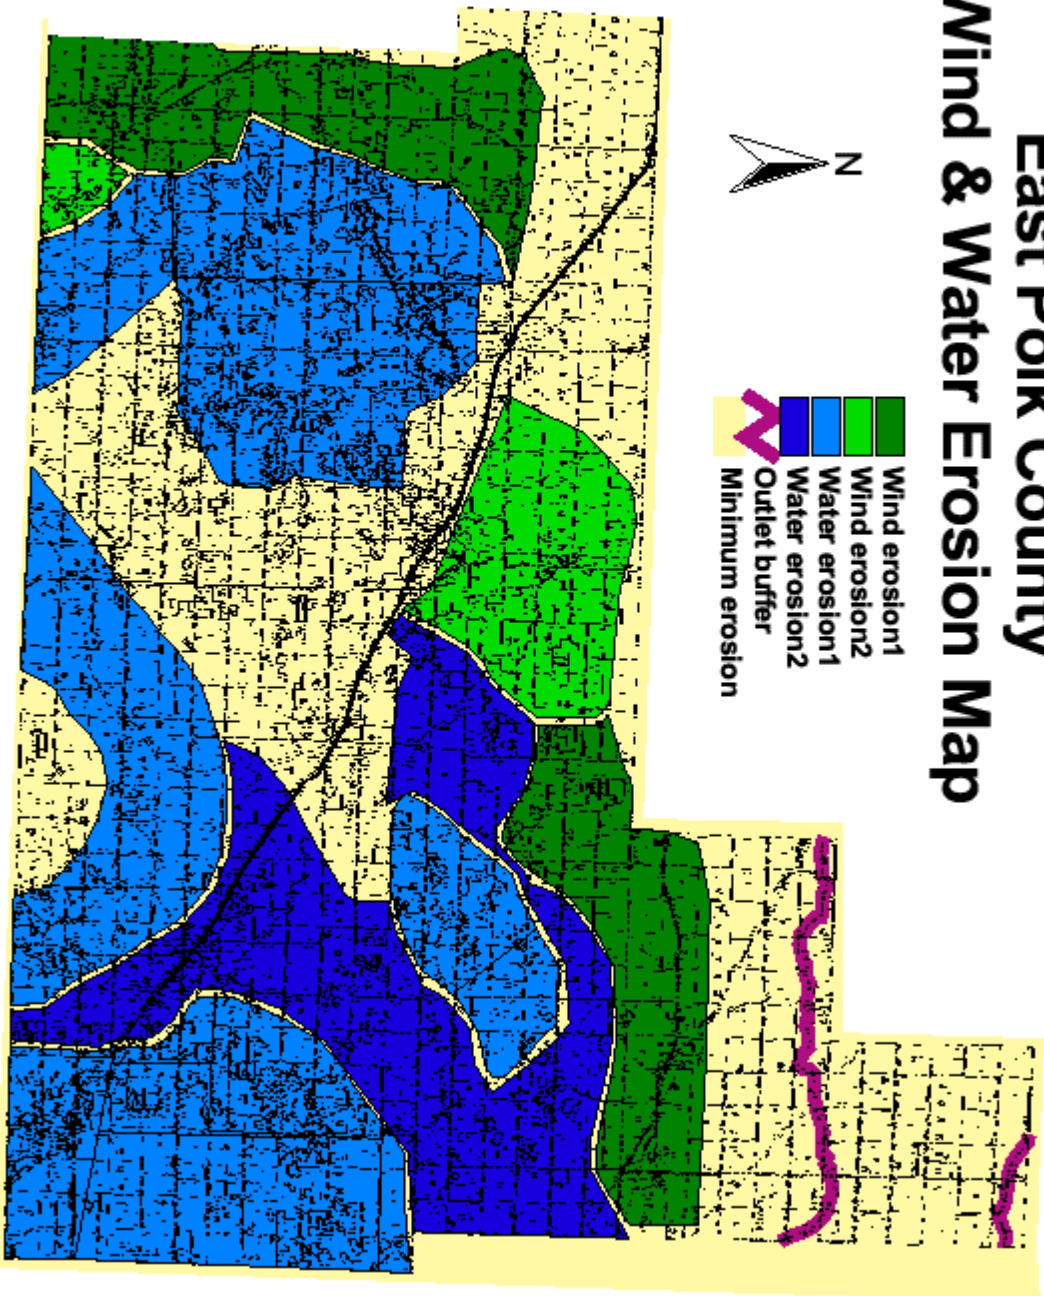 East Polk County
Wind & Water Erosion Map
N
Wind erosion1
Wind erosion2
Water erosion1
Water erosion2
Outlet buffer
Minimum erosion